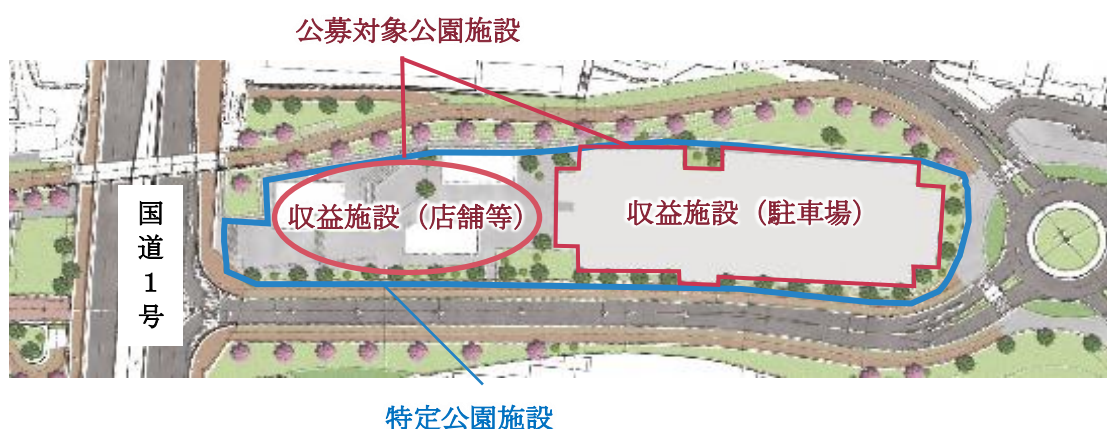 公募対象公園施設
国道１号
収益施設（店舗等）
収益施設（駐車場）
特定公園施設